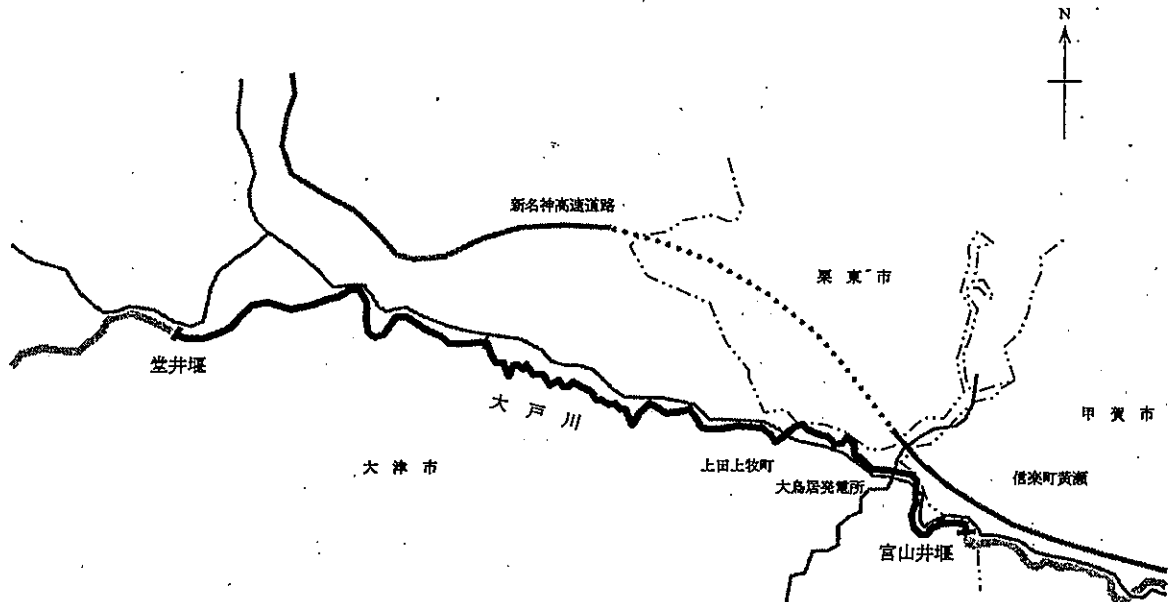 N
新名神高速道路
栗東市
堂井堰
大戸川
甲賀市
大津市
上田上牧町
大鳥居発電所
信楽町黄瀬
宮山井堰